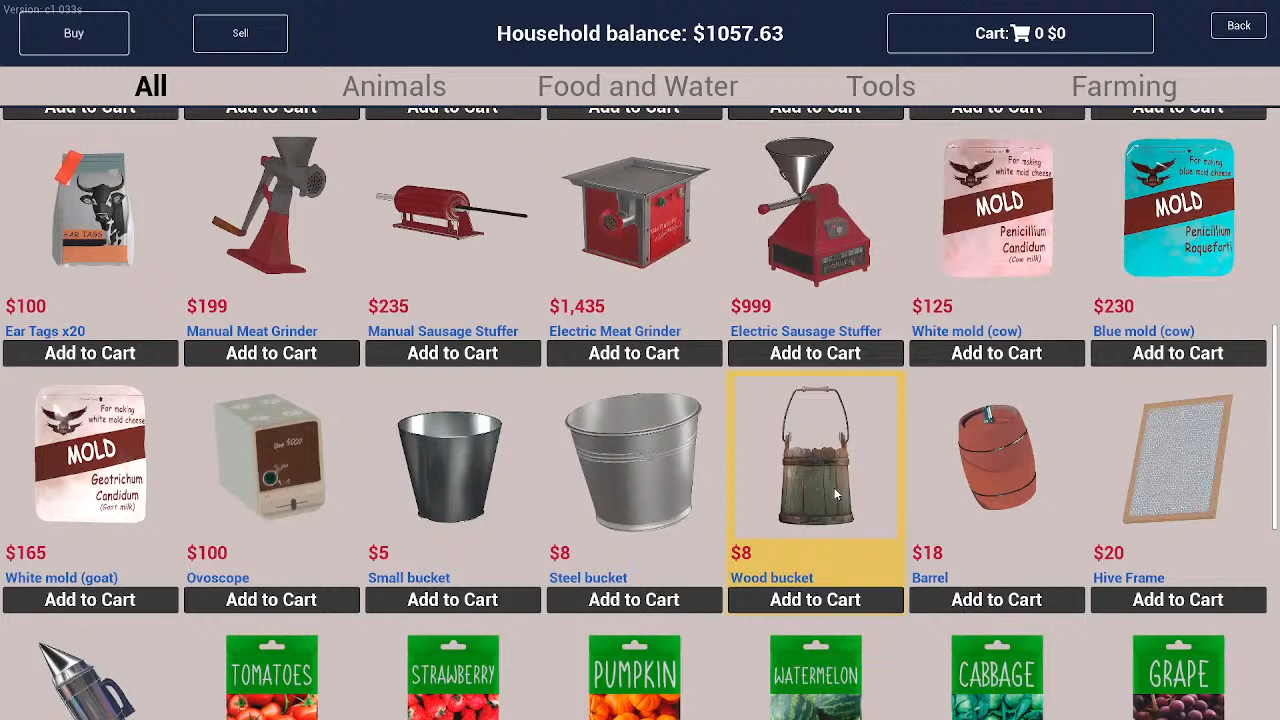 Version: c1.033s
Buy
Sell
Household balance: $1057.63
Cart: 0 $0
Back
All
Animals
Food and Water
Tools
Farming
Add to Cart
Add to Cart
Add to Cart
Add to Cart
Add to Cart
Add to Cart
Add to Cart
EAR TAGS
For making
white mold cheese
MOLD
Penicillium
Candidum
(Cow milk)
For making
blue mold cheese
MOLD
Penicillium
Roqueforti
$100
$199
$235
$1,435
$999
$125
$230
Ear Tags x20
Manual Meat Grinder
Manual Sausage Stuffer
Electric Meat Grinder
Electric Sausage Stuffer
White mold (cow)
Blue mold (cow)
Add to Cart
Add to Cart
Add to Cart
Add to Cart
Add to Cart
Add to Cart
Add to Cart
For making
white mold cheese
MOLD
Geotrichum
Candidum
(Goat milk)
$165
$100
$5
$8
$8
$18
$20
White mold (goat)
Ovoscope
Small bucket
Steel bucket
Wood bucket
Barrel
Hive Frame
Add to Cart
Add to Cart
Add to Cart
Add to Cart
Add to Cart
Add to Cart
Add to Cart
TOMATOES
STRAWBERRY
PUMPKIN
WATERMELON
CABBAGE
GRAPE